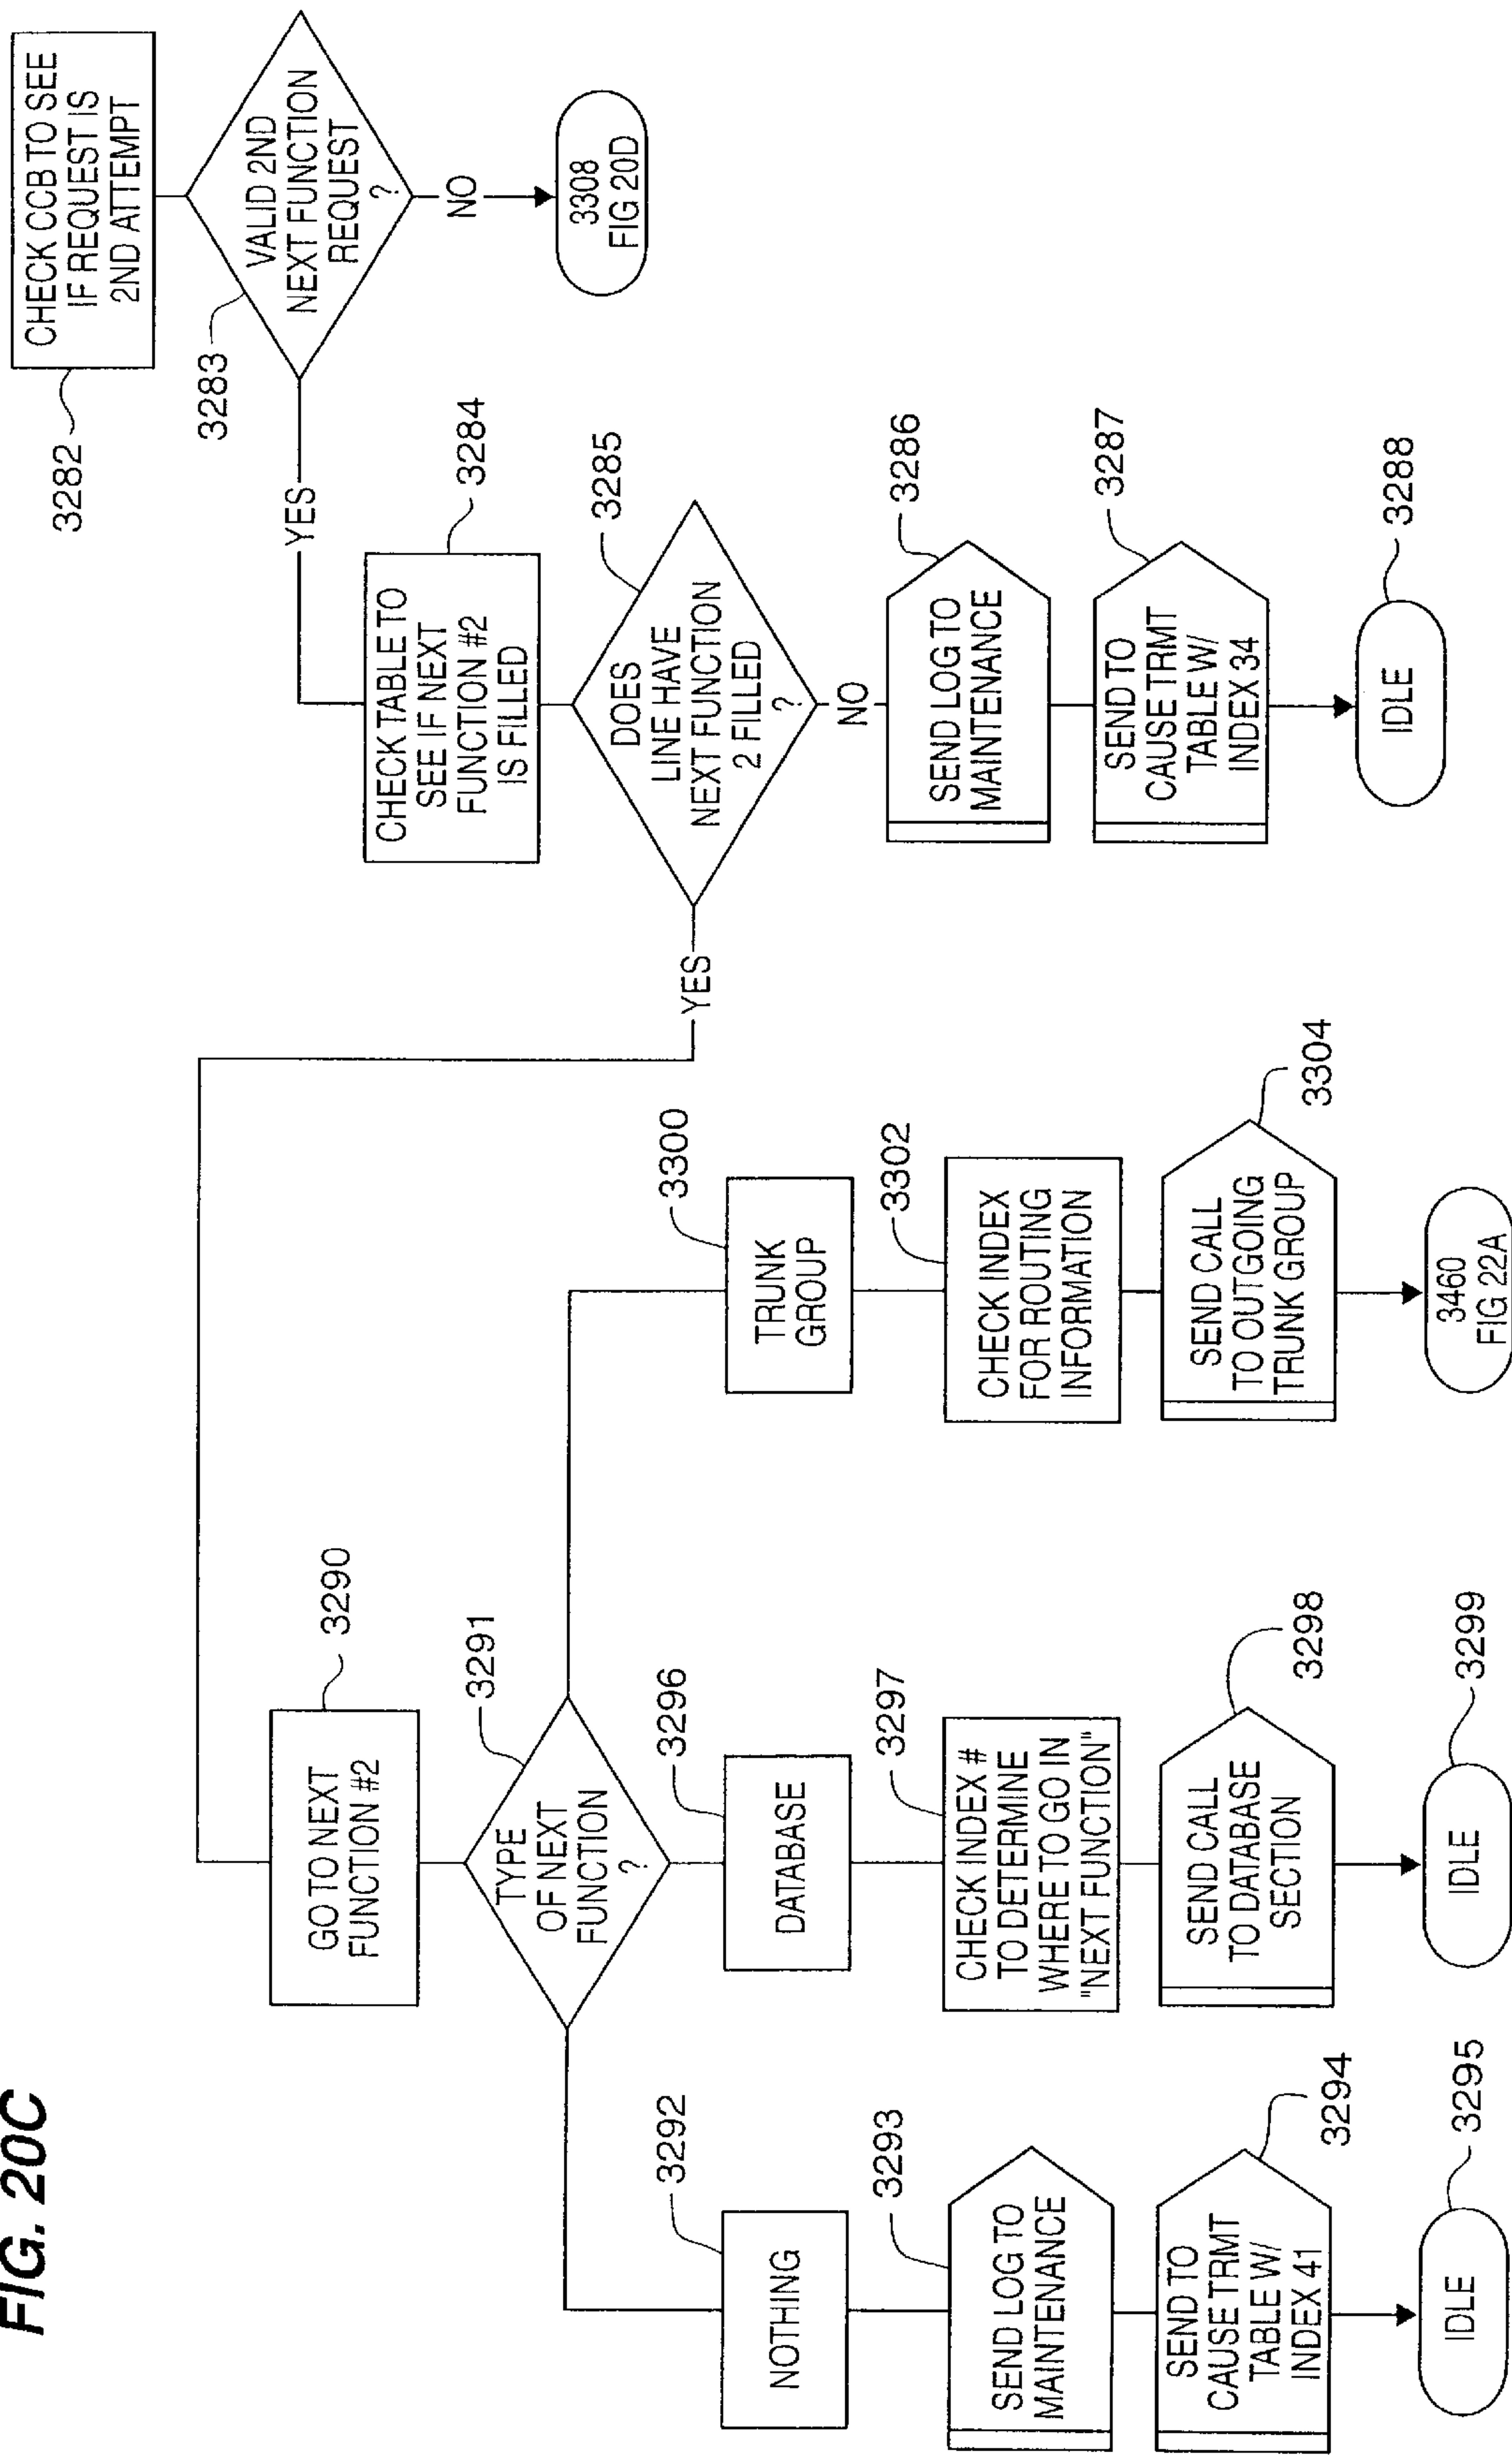 FIG. 20C
CHECK CCB TO SEE
IF REQUEST IS
2ND ATTEMPT
3282
VALID 2ND
NEXT FUNCTION
REQUEST
?
3283
NO
3308
FIG 20D
YES
CHECK TABLE TO
SEE IF NEXT
FUNCTION #2
IS FILLED
3284
DOES
LINE HAVE
NEXT FUNCTION
2 FILLED
?
3285
NO
SEND LOG TO
MAINTENANCE
3286
SEND TO
CAUSE TRMT
TABLE W/
INDEX 34
3287
IDLE
3288
YES
GO TO NEXT
FUNCTION #2
3290
TYPE
OF NEXT
FUNCTION
?
3291
NOTHING
3292
SEND LOG TO
MAINTENANCE
3293
SEND TO
CAUSE TRMT
TABLE W/
INDEX 41
3294
IDLE
3295
DATABASE
3296
CHECK INDEX #
TO DETERMINE
WHERE TO GO IN
"NEXT FUNCTION"
3297
SEND CALL
TO DATABASE
SECTION
3298
IDLE
3299
TRUNK
GROUP
3300
CHECK INDEX
FOR ROUTING
INFORMATION
3302
SEND CALL
TO OUTGOING
TRUNK GROUP
3304
3460
FIG 22A